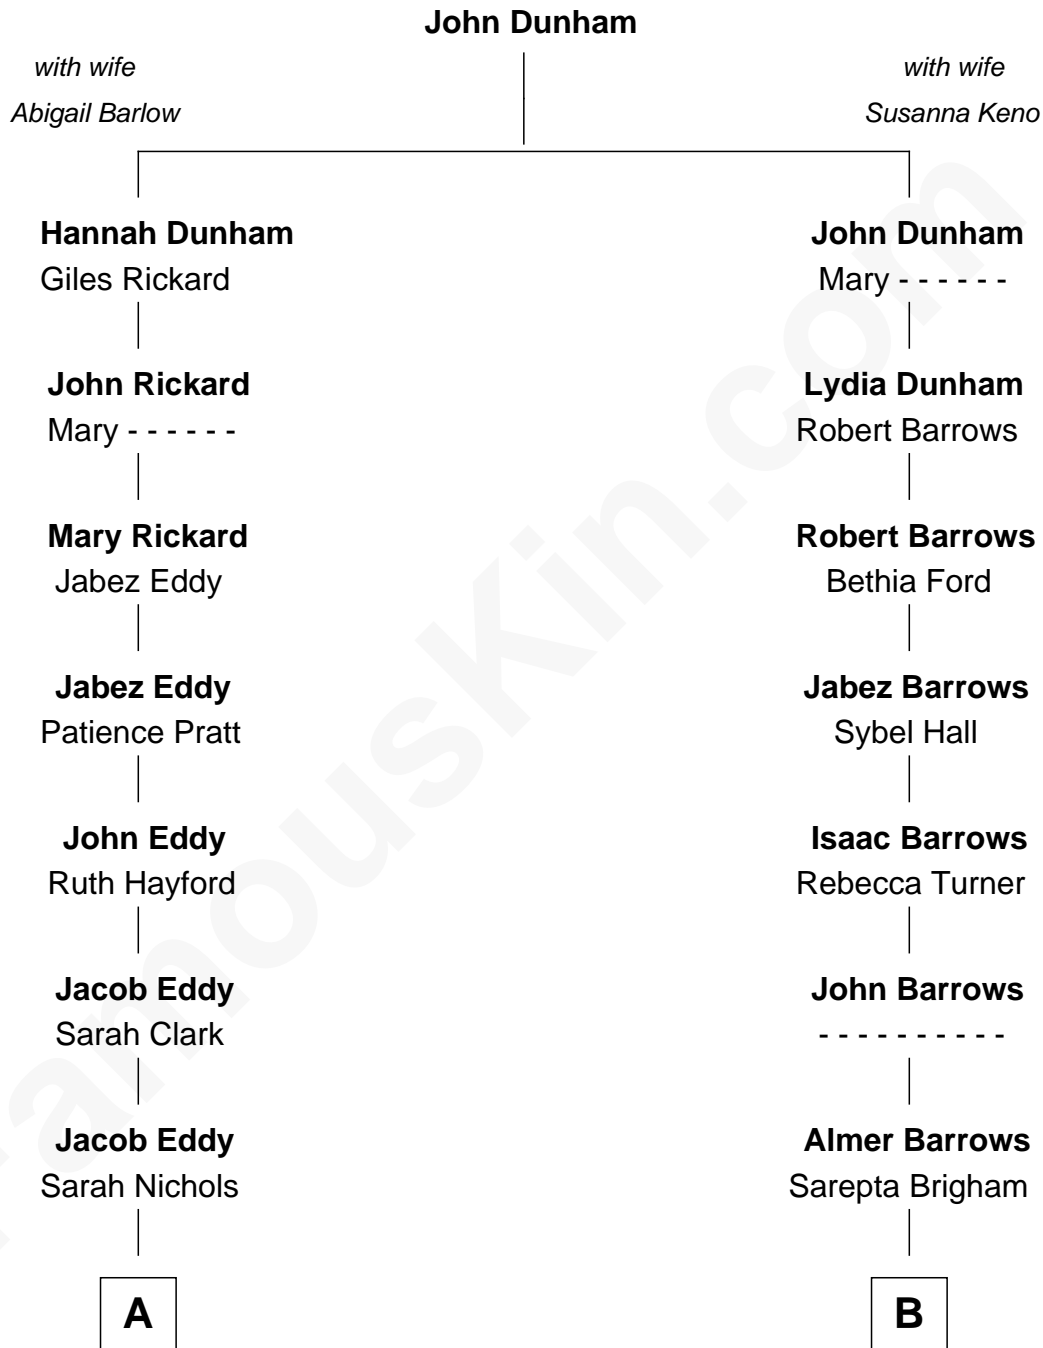 John Dunham
with wife
Abigail Barlow
with wife
Susanna Keno
Hannah Dunham
Giles Rickard
John Dunham
Mary - - - - - -
John Rickard
Mary - - - - - -
Lydia Dunham
Robert Barrows
Mary Rickard
Jabez Eddy
Robert Barrows
Bethia Ford
Jabez Eddy
Patience Pratt
Jabez Barrows
Sybel Hall
John Eddy
Ruth Hayford
Isaac Barrows
Rebecca Turner
Jacob Eddy
Sarah Clark
John Barrows
- - - - - - - - - -
Jacob Eddy
Sarah Nichols
Almer Barrows
Sarepta Brigham
A
B
FamousKin.com